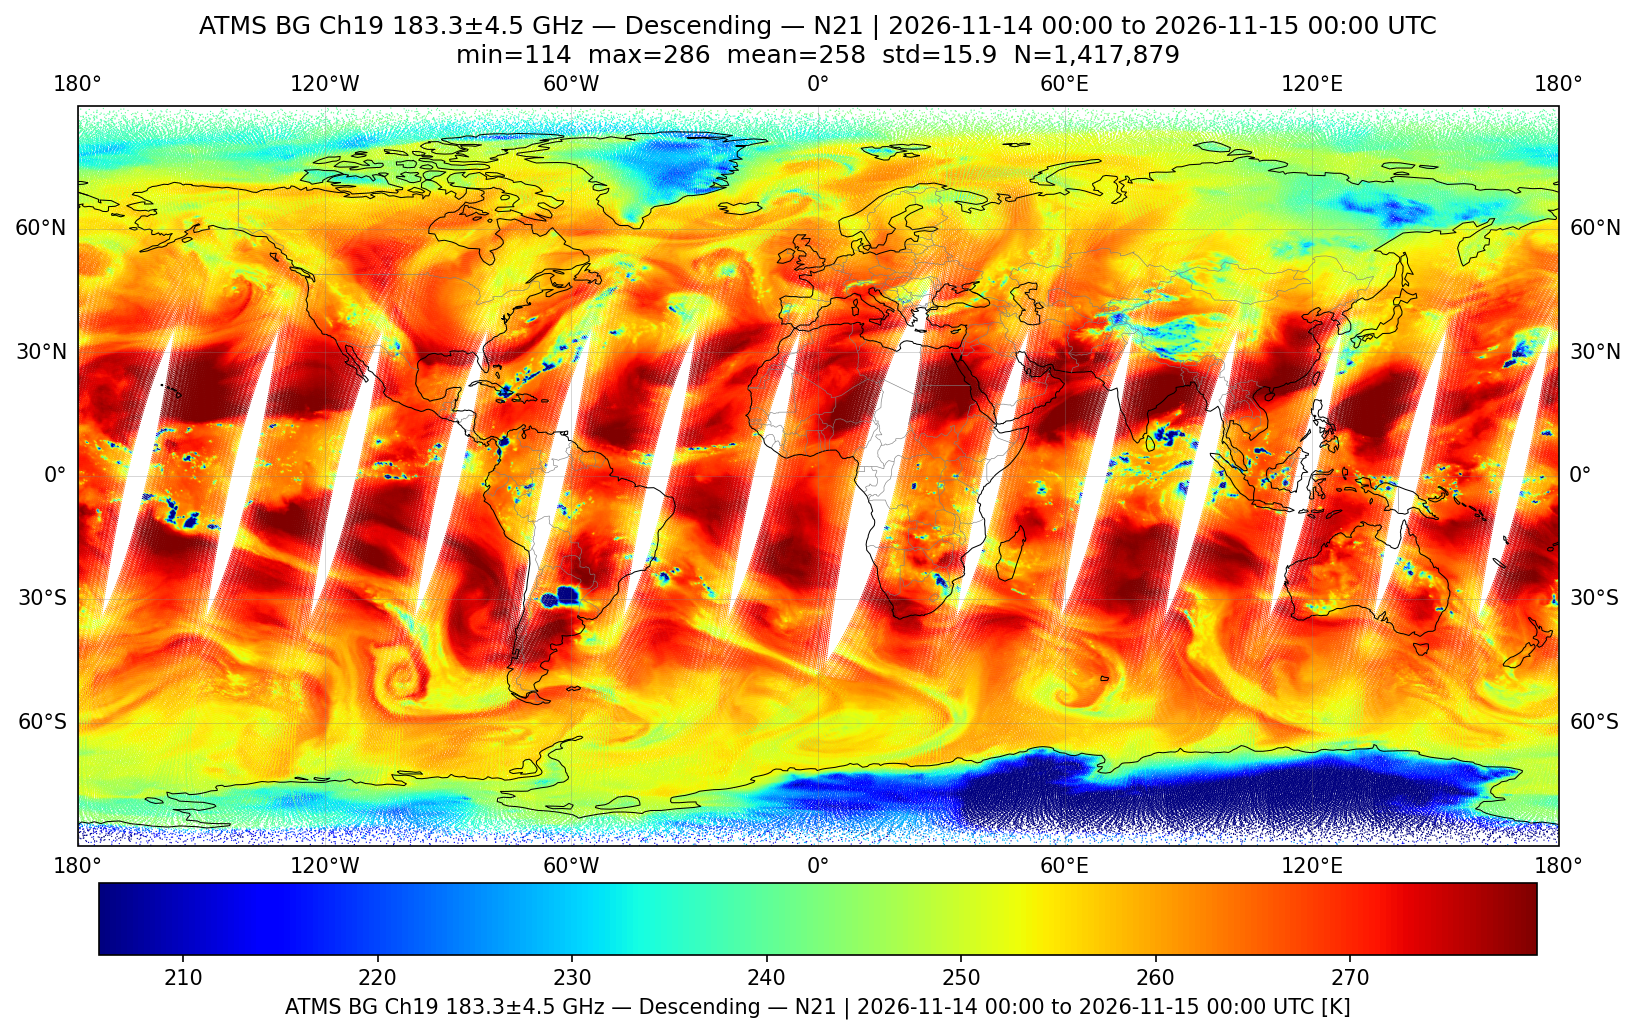 ATMS BG Ch19 183.3±4.5 GHz — Descending — N21 | 2026-11-14 00:00 to 2026-11-15 00:00 UTC
min=114 max=286 mean=258 std=15.9 N=1,417,879
180° 120°W 60°W 0° 60°E 120°E 180°
60°N 60°N
30°N 30°N
0° 0°
30°S 30°S
60°S 60°S
180° 120°W 60°W 0° 60°E 120°E 180°
210 220 230 240 250 260 270
ATMS BG Ch19 183.3±4.5 GHz — Descending — N21 | 2026-11-14 00:00 to 2026-11-15 00:00 UTC [K]